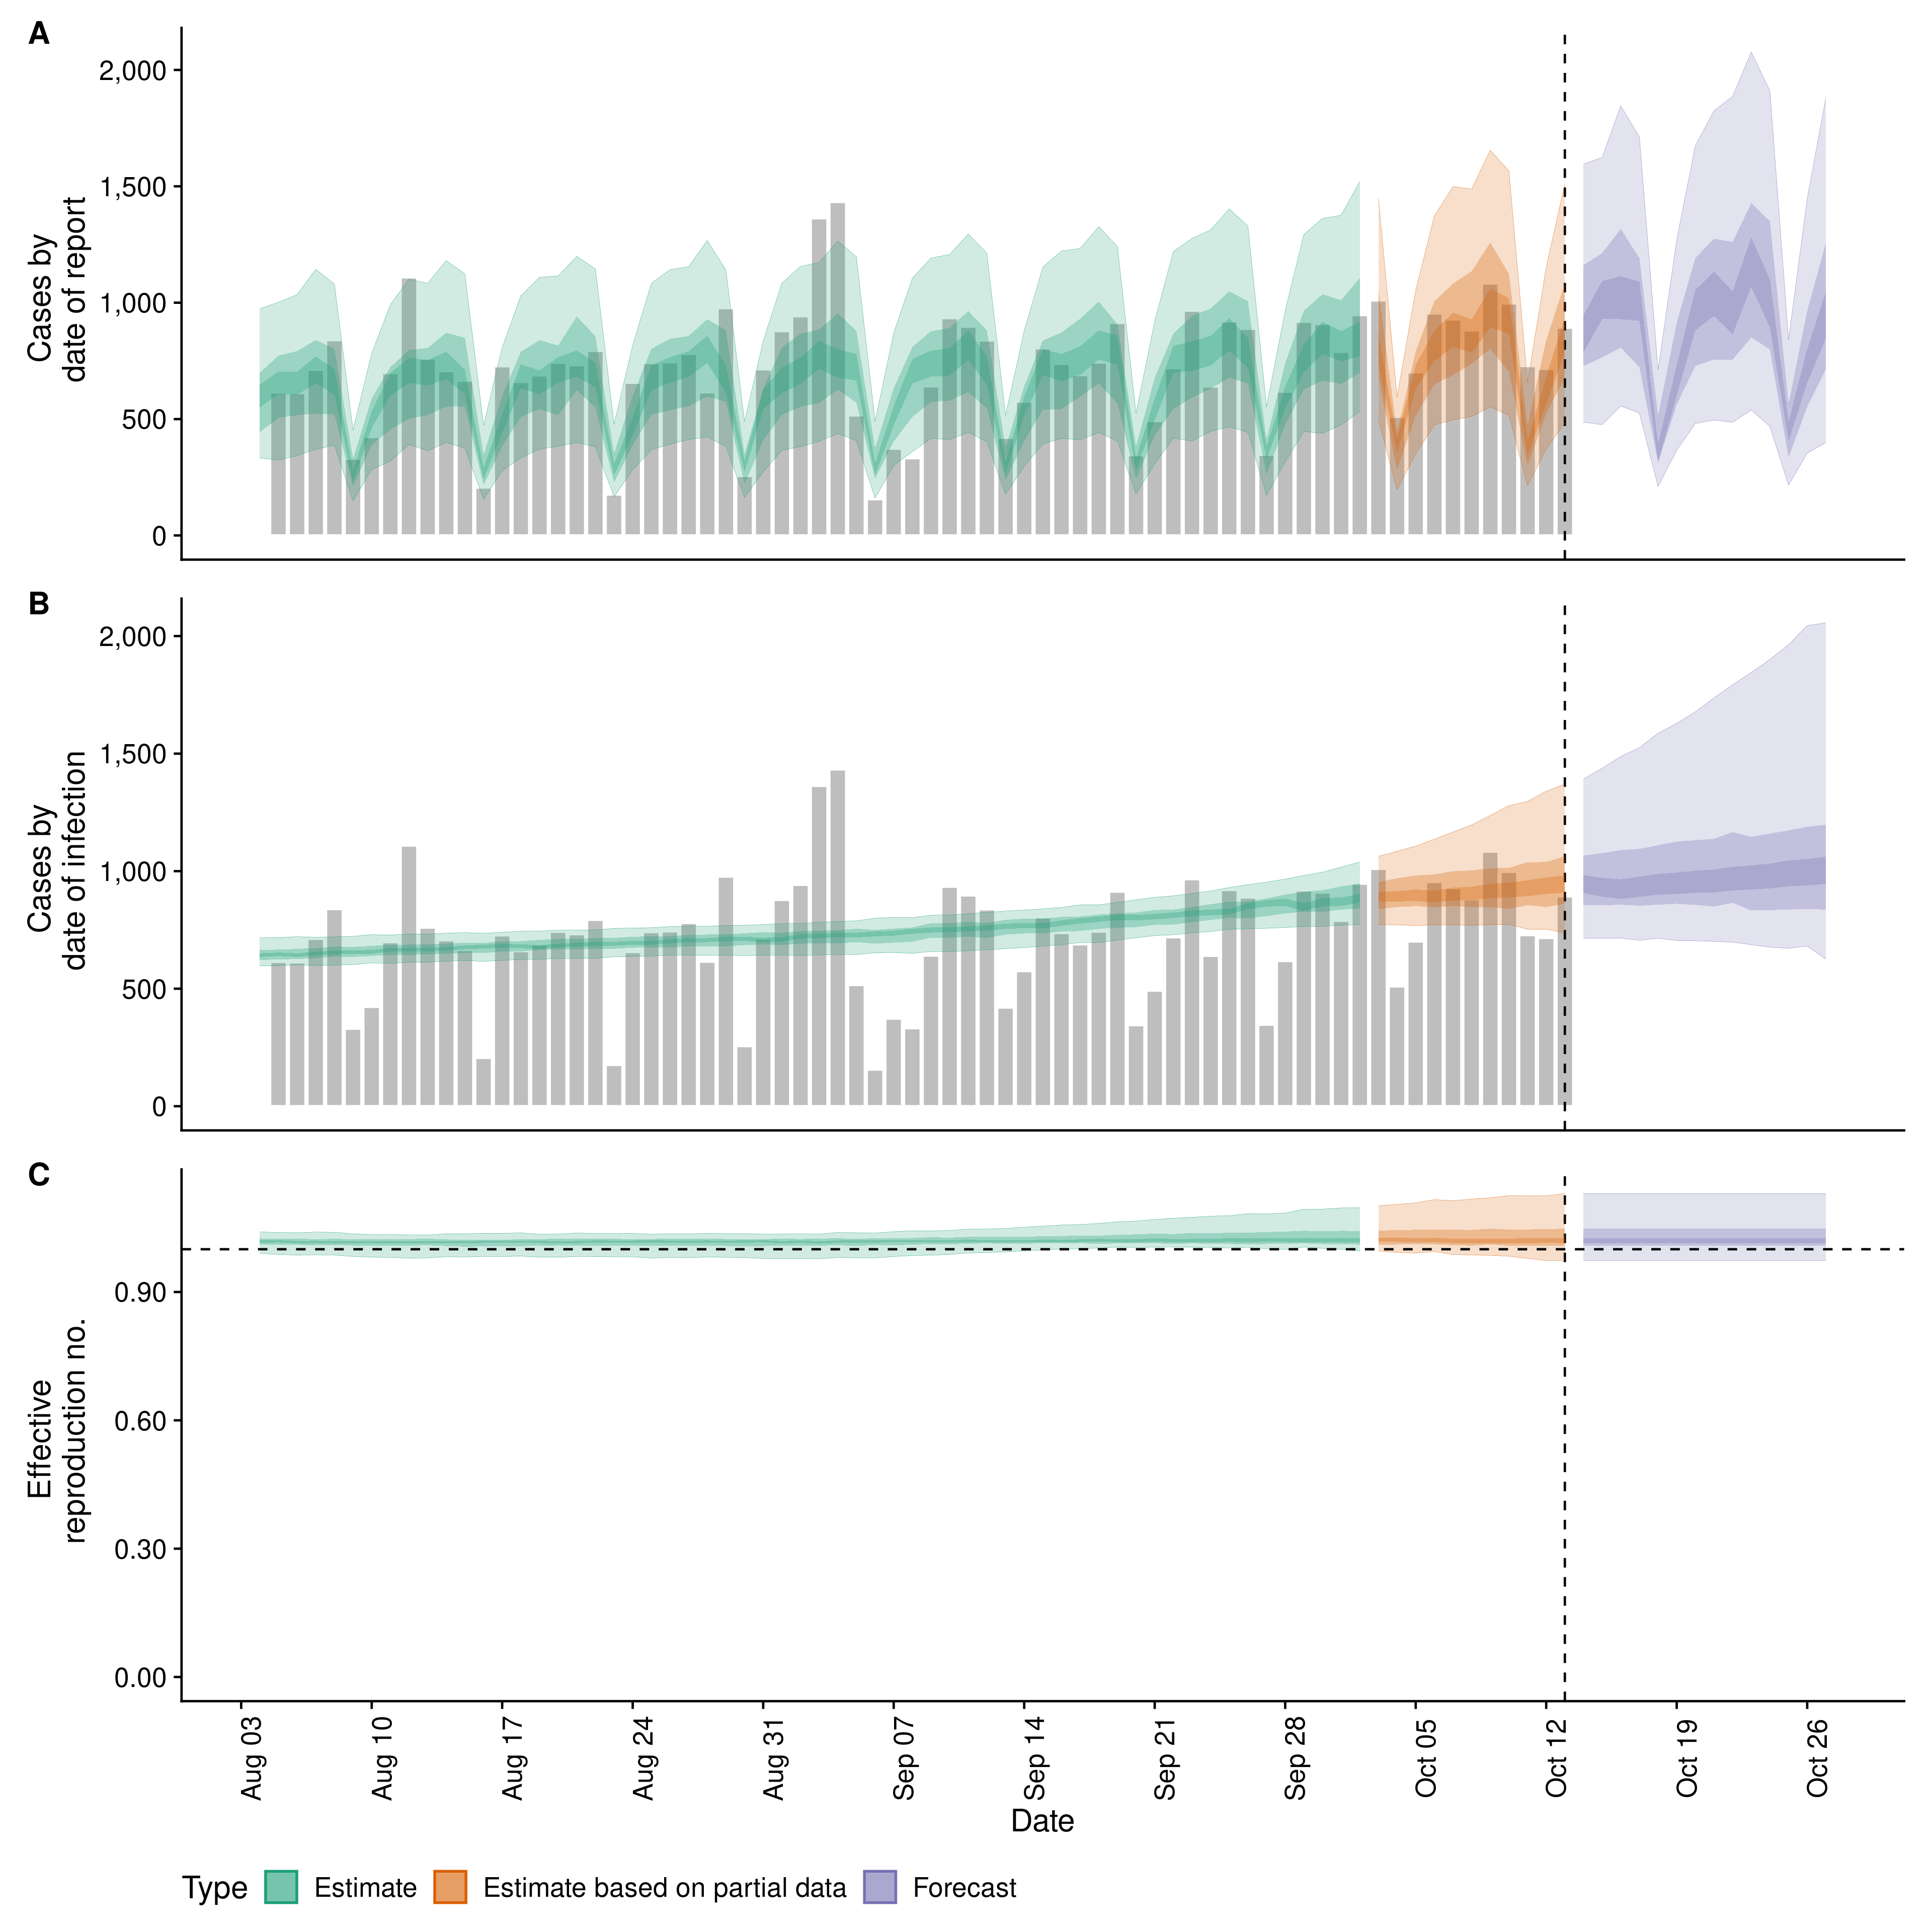 A
2,000
1,500
1,000
500
0
Cases by
date of report
B
2,000
1,500
1,000
500
0
Cases by
date of infection
C
0.90
0.60
0.30
0.00
Effective
reproduction no.
Aug 03
Aug 10
Aug 17
Aug 24
Aug 31
Sep 07
Sep 14
Sep 21
Sep 28
Oct 05
Oct 12
Oct 19
Oct 26
Date
Type Estimate Estimate based on partial data Forecast